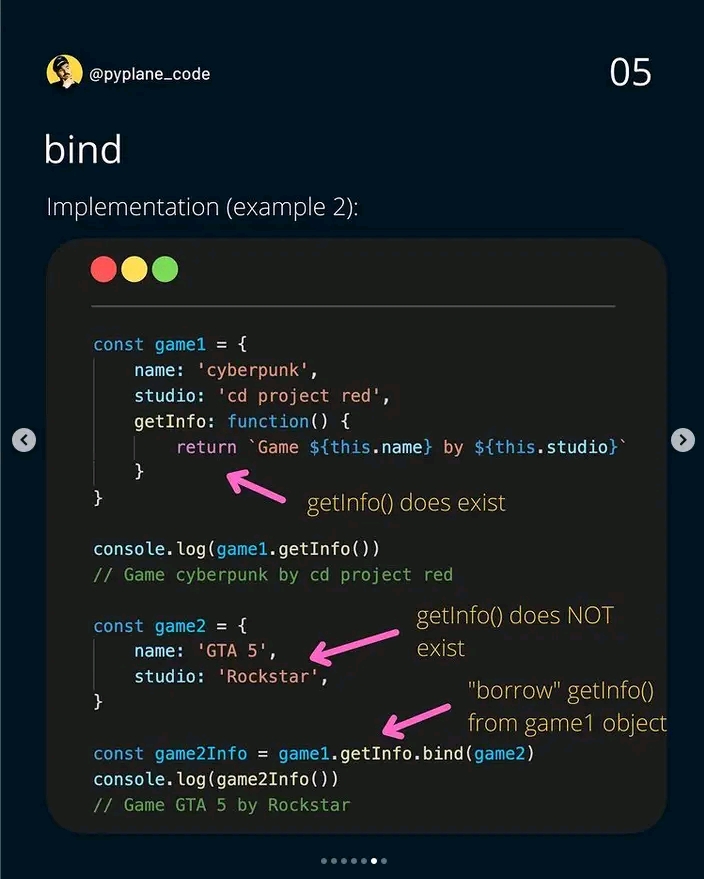 @pyplane_code
05
bind
Implementation (example 2):
const game1 = {
    name: 'cyberpunk',
    studio: 'cd project red',
    getInfo: function() {
        return `Game ${this.name} by ${this.studio}`
    }
}
getInfo() does exist
console.log(game1.getInfo())
// Game cyberpunk by cd project red
const game2 = {
    name: 'GTA 5',
    studio: 'Rockstar',
}
getInfo() does NOT
exist
"borrow" getInfo()
from game1 object
const game2Info = game1.getInfo.bind(game2)
console.log(game2Info())
// Game GTA 5 by Rockstar